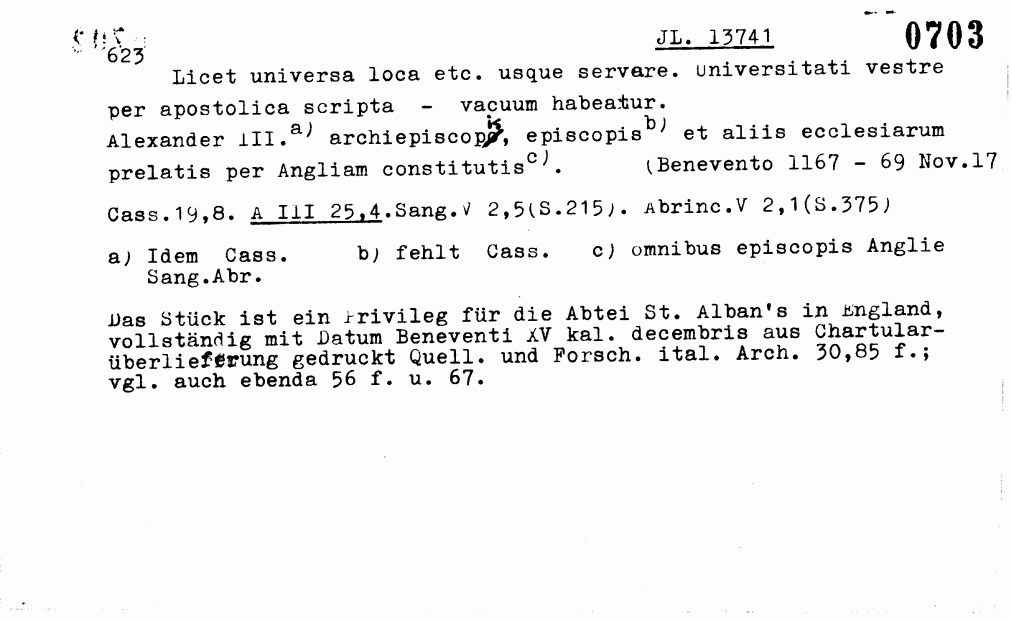 623 JL. 13741 0703
Licet universa loca etc. usque servare. Universitati vestre
per apostolica scripta - vacuum habeatur.
Alexander III.a) archiepiscopis, episcopisb) et aliis ecclesiarum
prelatis per Angliam constitutisc). (Benevento 1167 - 69 Nov.17
Cass.19,8. A III 25,4.Sang.V 2,5(S.215). Abrinc.V 2,1(S.375)
a) Idem Cass. b) fehlt Cass. c) omnibus episcopis Anglie
Sang.Abr.
Das Stück ist ein Privileg für die Abtei St. Alban's in England,
vollständig mit Datum Beneventi XV kal. decembris aus Chartular-
überlieferung gedruckt Quell. und Forsch. ital. Arch. 30,85 f.;
vgl. auch ebenda 56 f. u. 67.